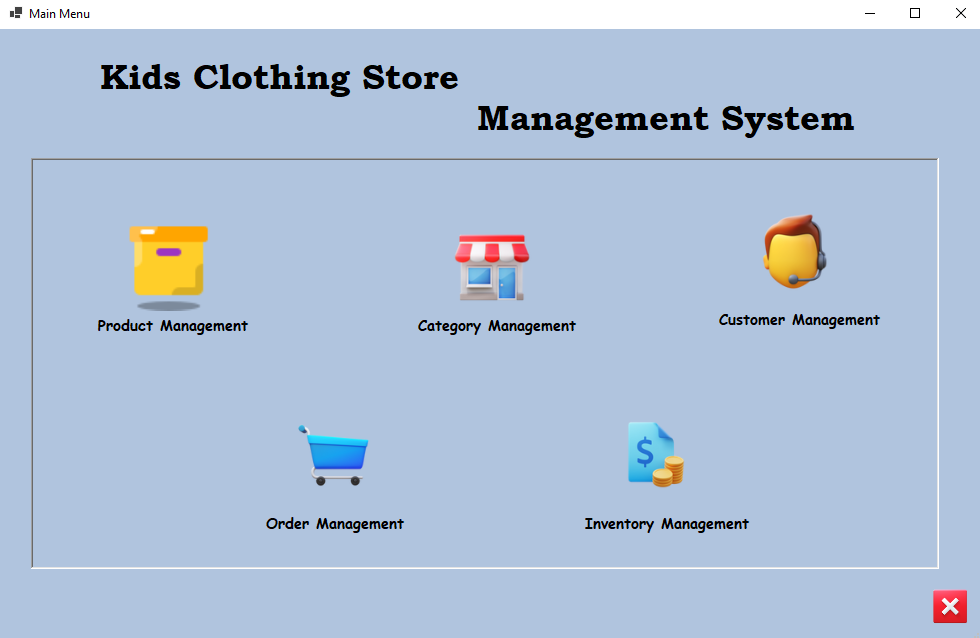 Main Menu
Kids Clothing Store
Management System
Product Management
Category Management
Customer Management
$
Order Management
Inventory Management